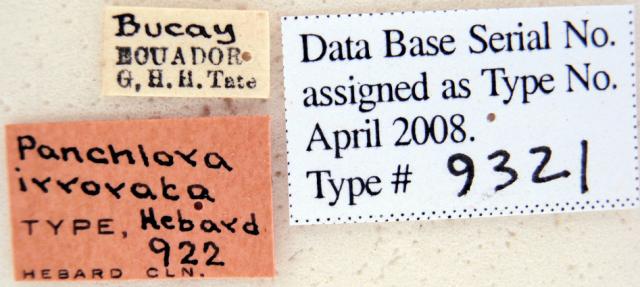 Bucay
ECUADOR
G. H. H. Tate
Panchlora
irrorata
TYPE, Hebard
922
HEBARD CLN.
Data Base Serial No.
assigned as Type No.
April 2008.
Type # 9321